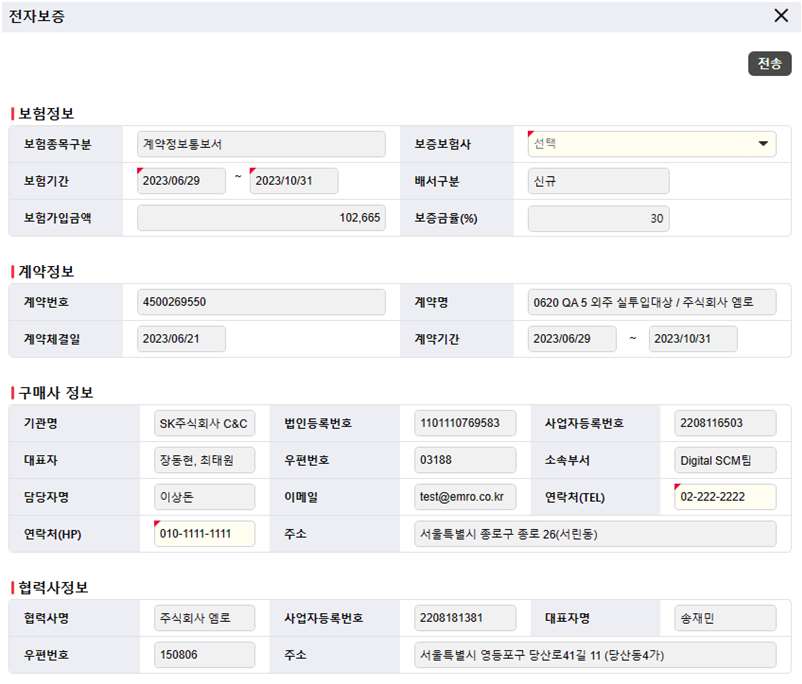 전자보증
전송
보험정보
보험종목구분 계약정보통보서 보증보험사 선택
보험기간 2023/06/29 ~ 2023/10/31 배서구분 신규
보험가입금액 102,665 보증금율(%) 30
계약정보
계약번호 4500269550 계약명 0620 QA 5 외주 실투입대상 / 주식회사 엠로
계약체결일 2023/06/21 계약기간 2023/06/29 ~ 2023/10/31
구매사 정보
기관명 SK주식회사 C&C 법인등록번호 1101110769583 사업자등록번호 2208116503
대표자 장동현, 최태원 우편번호 03188 소속부서 Digital SCM팀
담당자명 이상돈 이메일 test@emro.co.kr 연락처(TEL) 02-222-2222
연락처(HP) 010-1111-1111 주소 서울특별시 종로구 종로 26(서린동)
협력사정보
협력사명 주식회사 엠로 사업자등록번호 2208181381 대표자명 송재민
우편번호 150806 주소 서울특별시 영등포구 당산로41길 11 (당산동4가)